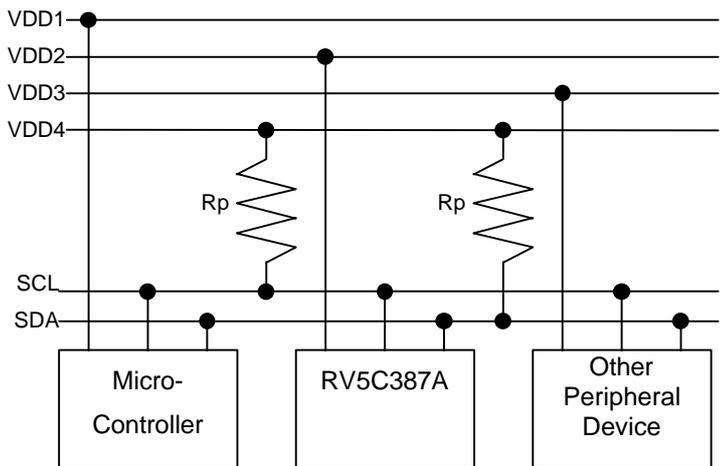 VDD1
VDD2
VDD3
VDD4
Rp
Rp
SCL
SDA
Micro-
Controller
RV5C387A
Other
Peripheral
Device